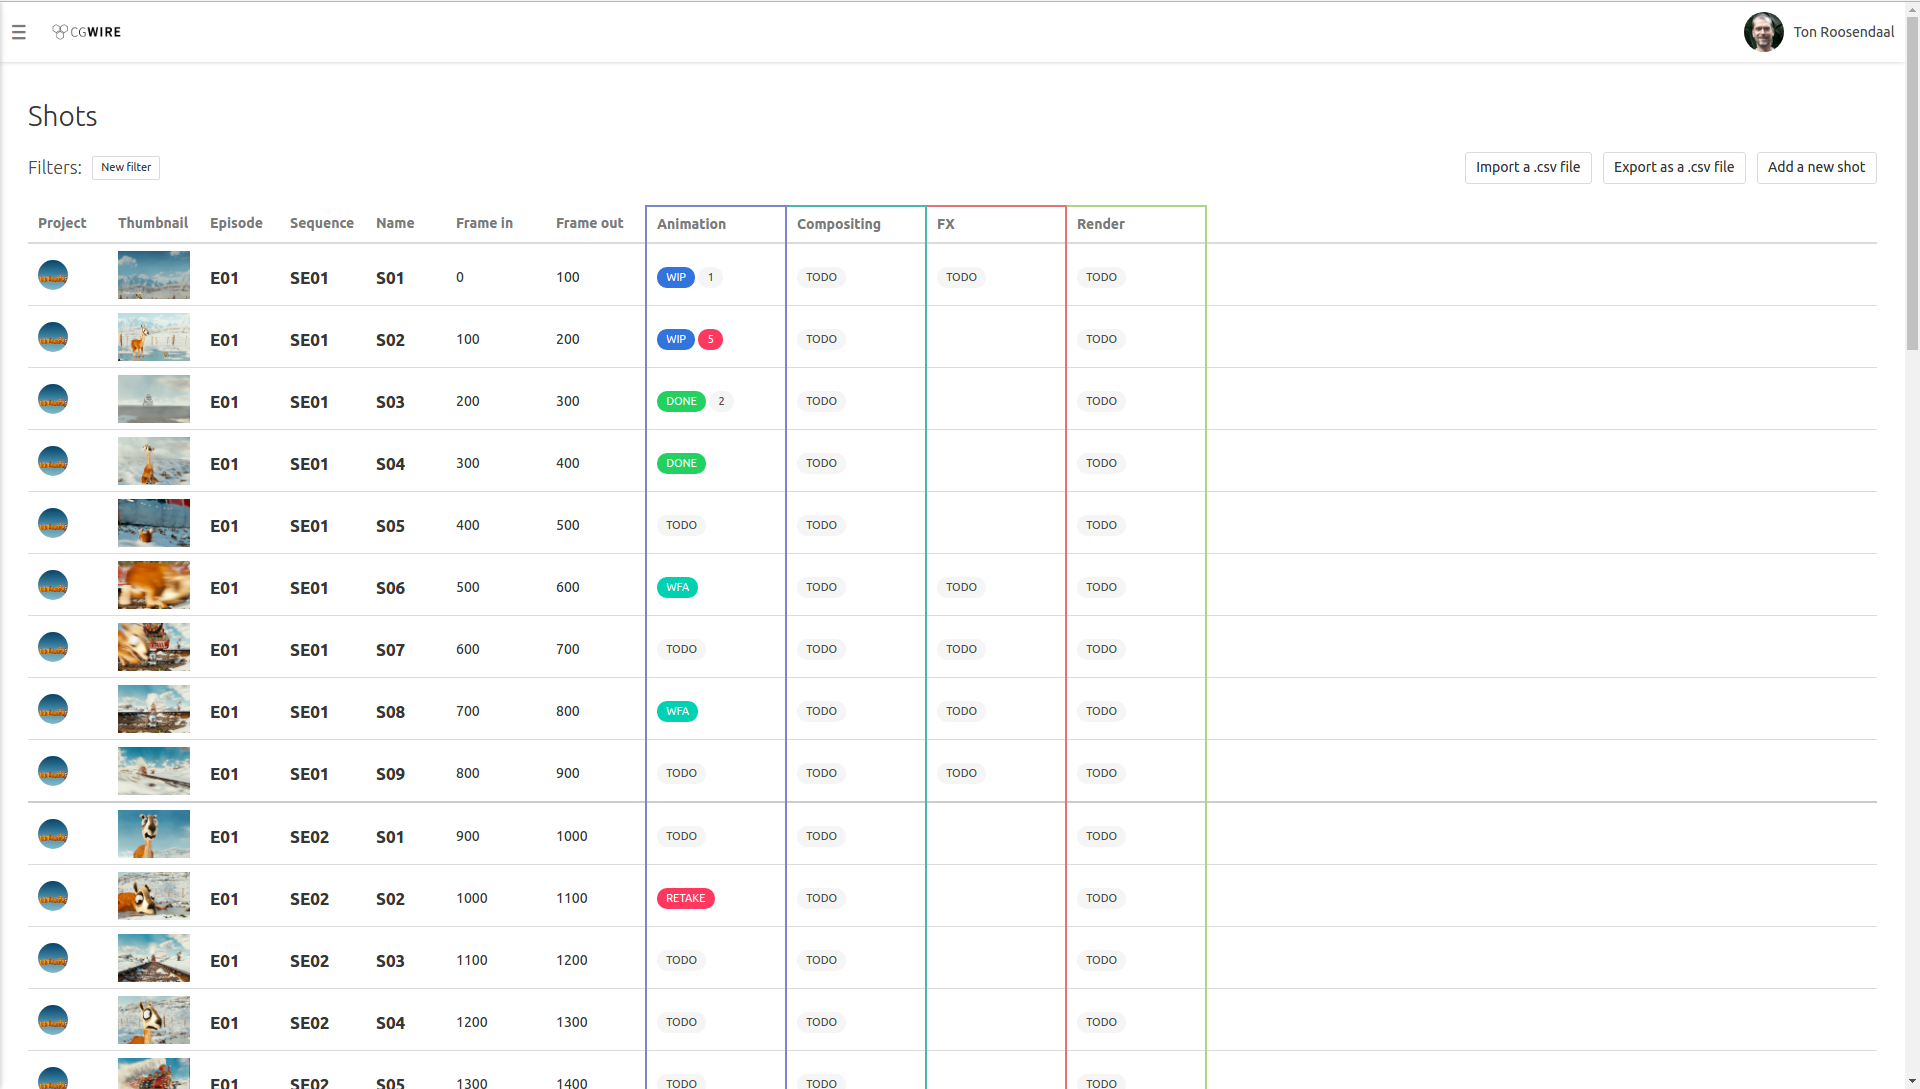 CGWIRE
Ton Roosendaal
Shots
Filters: New filter
Import a .csv file Export as a .csv file Add a new shot
Project Thumbnail Episode Sequence Name Frame in Frame out Animation Compositing FX Render
E01 SE01 S01 0 100 WIP 1 TODO TODO TODO
E01 SE01 S02 100 200 WIP 5 TODO TODO
E01 SE01 S03 200 300 DONE 2 TODO TODO
E01 SE01 S04 300 400 DONE TODO TODO
E01 SE01 S05 400 500 TODO TODO TODO
E01 SE01 S06 500 600 WFA TODO TODO TODO
E01 SE01 S07 600 700 TODO TODO TODO TODO
E01 SE01 S08 700 800 WFA TODO TODO TODO
E01 SE01 S09 800 900 TODO TODO TODO TODO
E01 SE02 S01 900 1000 TODO TODO TODO
E01 SE02 S02 1000 1100 RETAKE TODO TODO
E01 SE02 S03 1100 1200 TODO TODO TODO
E01 SE02 S04 1200 1300 TODO TODO TODO
E01 SE02 S05 1300 1400 TODO TODO TODO